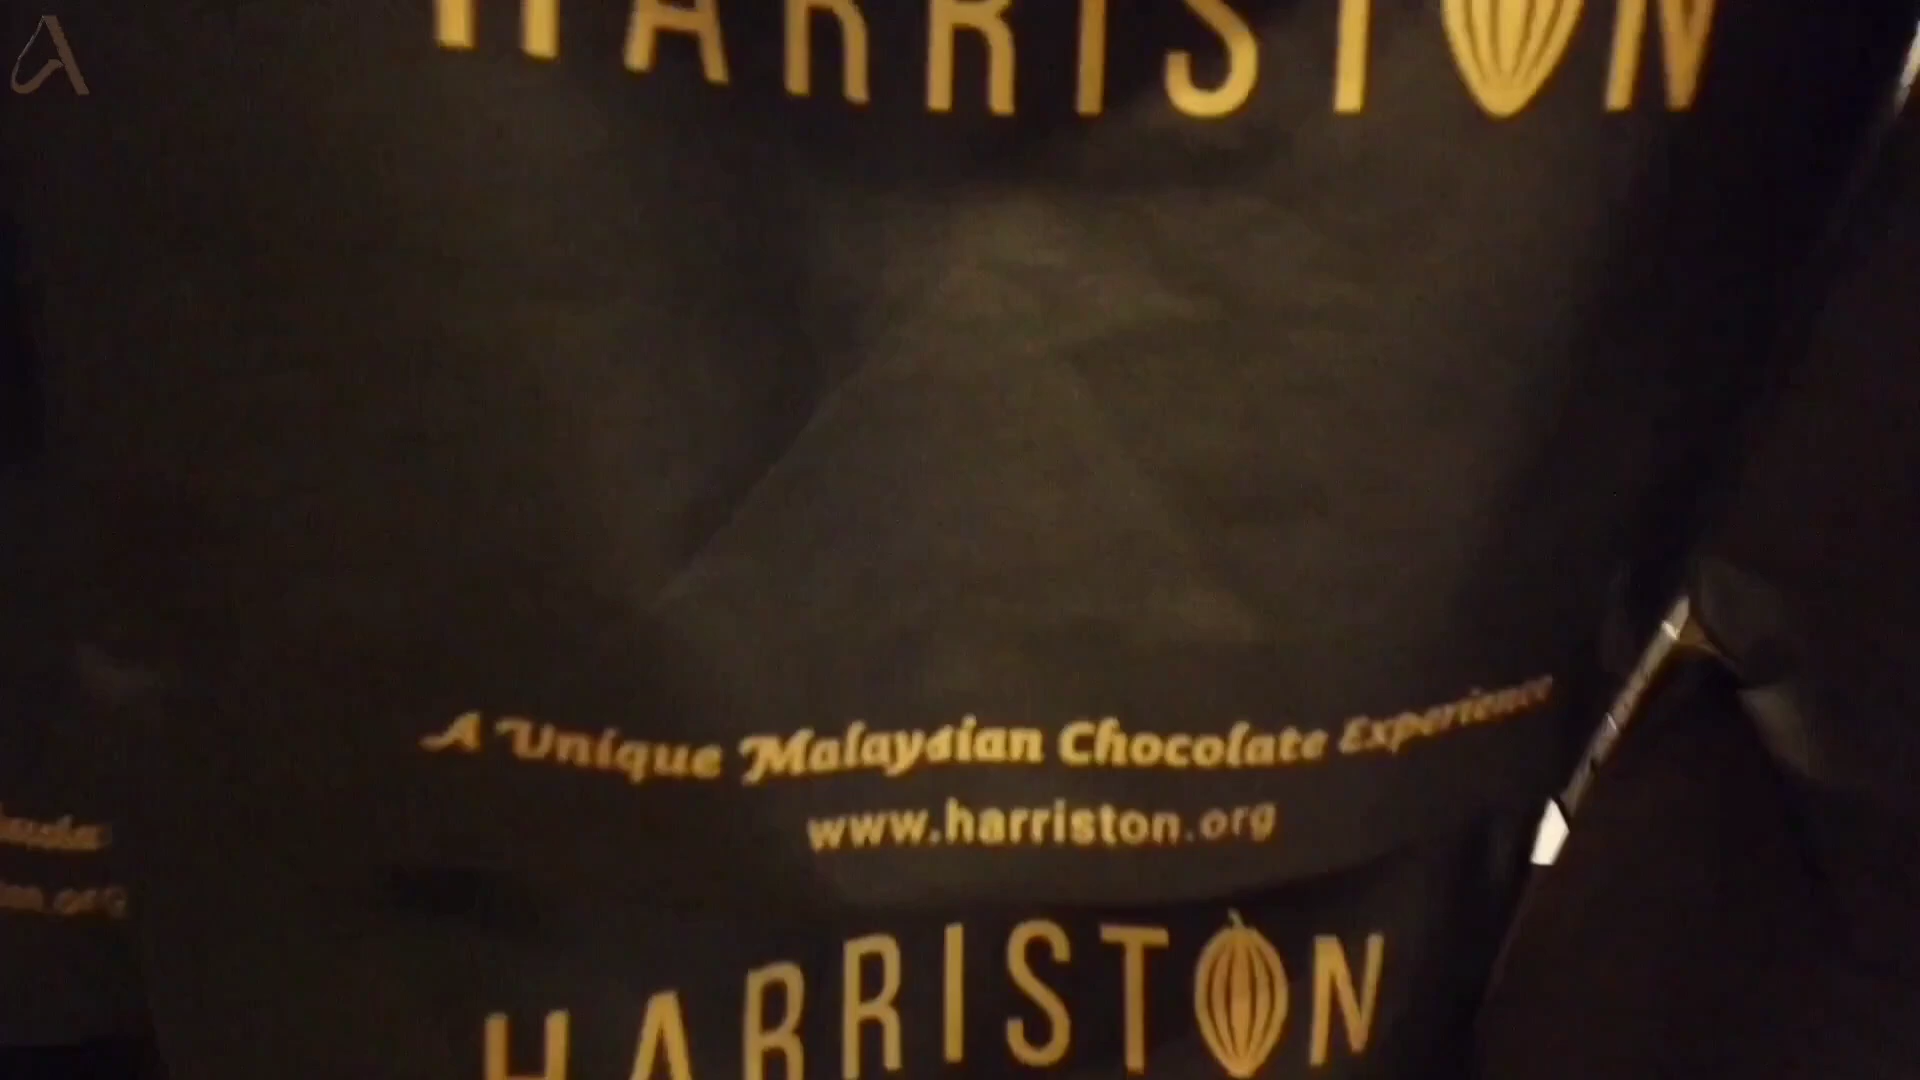 HARRISTON
A Unique Malaysian Chocolate Experience
www.harriston.org
HARRISTON